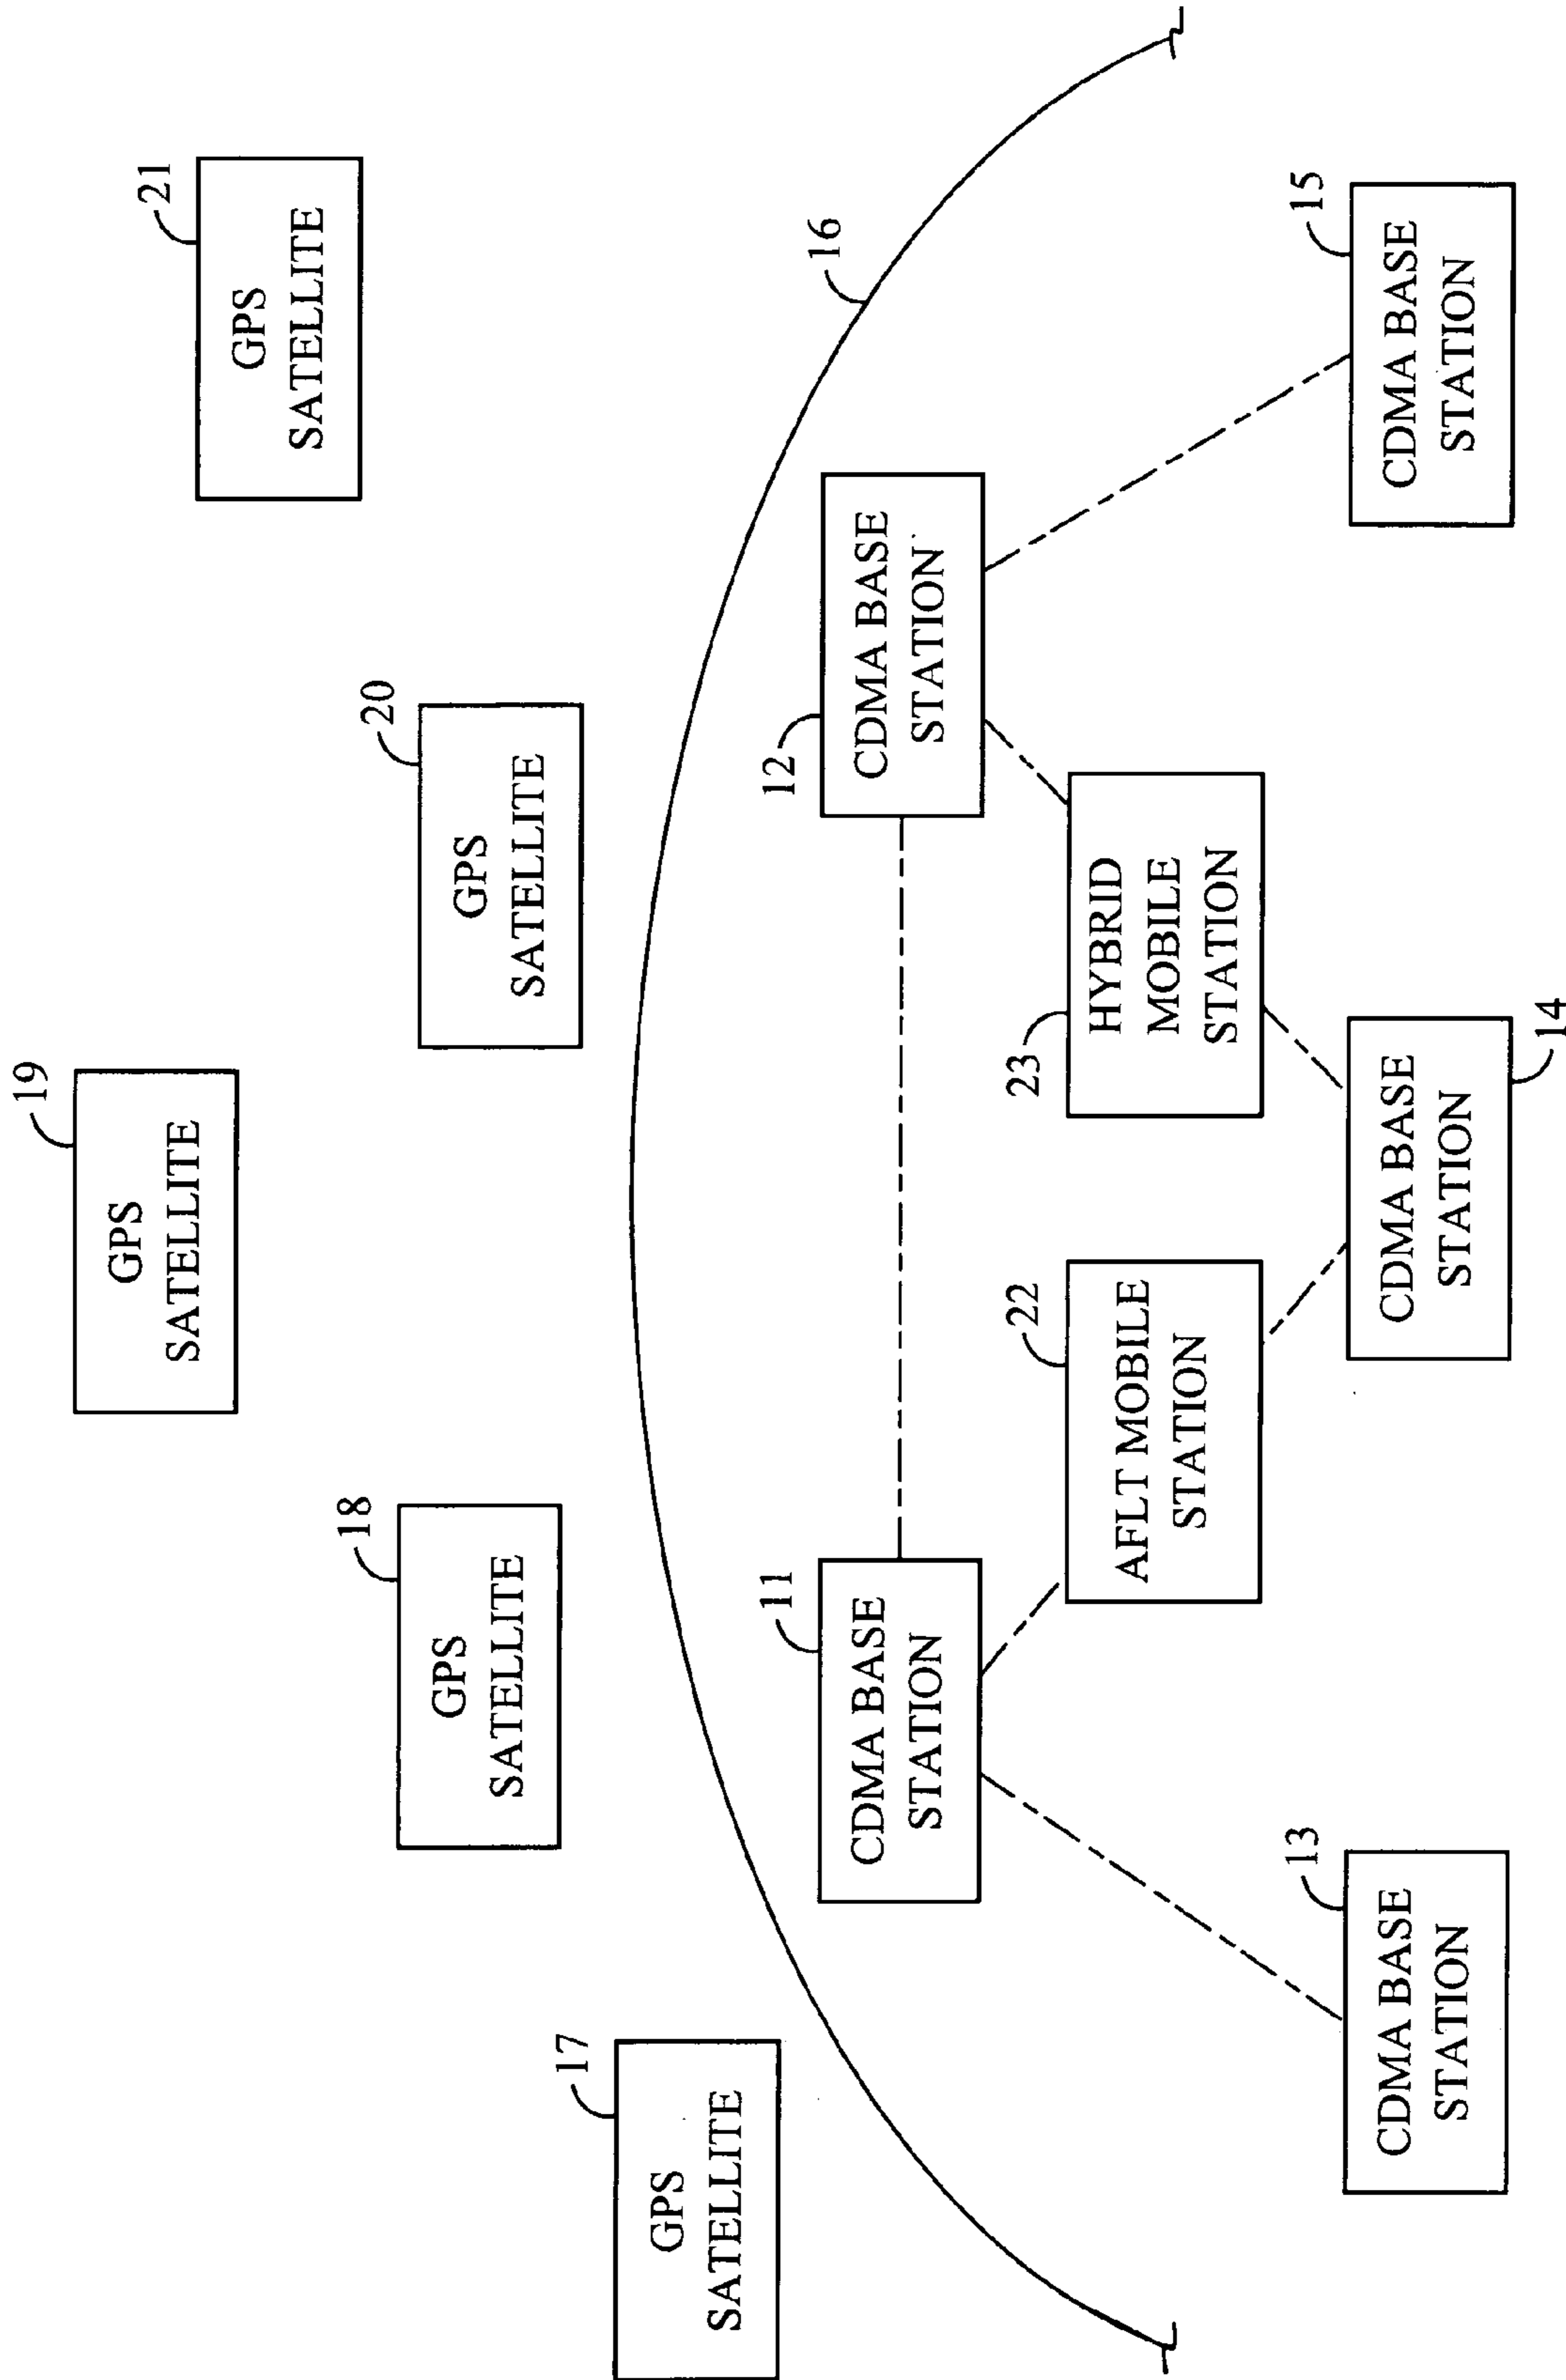 19
GPS
SATELLITE
21
GPS
SATELLITE
18
GPS
SATELLITE
20
GPS
SATELLITE
17
GPS
SATELLITE
16
11
CDMA BASE
STATION
12
CDMA BASE
STATION
22
AFLT MOBILE
STATION
23
HYBRID
MOBILE
STATION
13
CDMA BASE
STATION
CDMA BASE
STATION
14
15
CDMA BASE
STATION